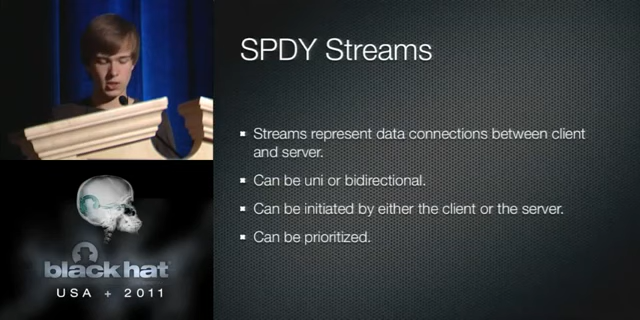 SPDY Streams
Streams represent data connections between client
and server.
Can be uni or bidirectional.
Can be initiated by either the client or the server.
Can be prioritized.
black hat
USA + 2011